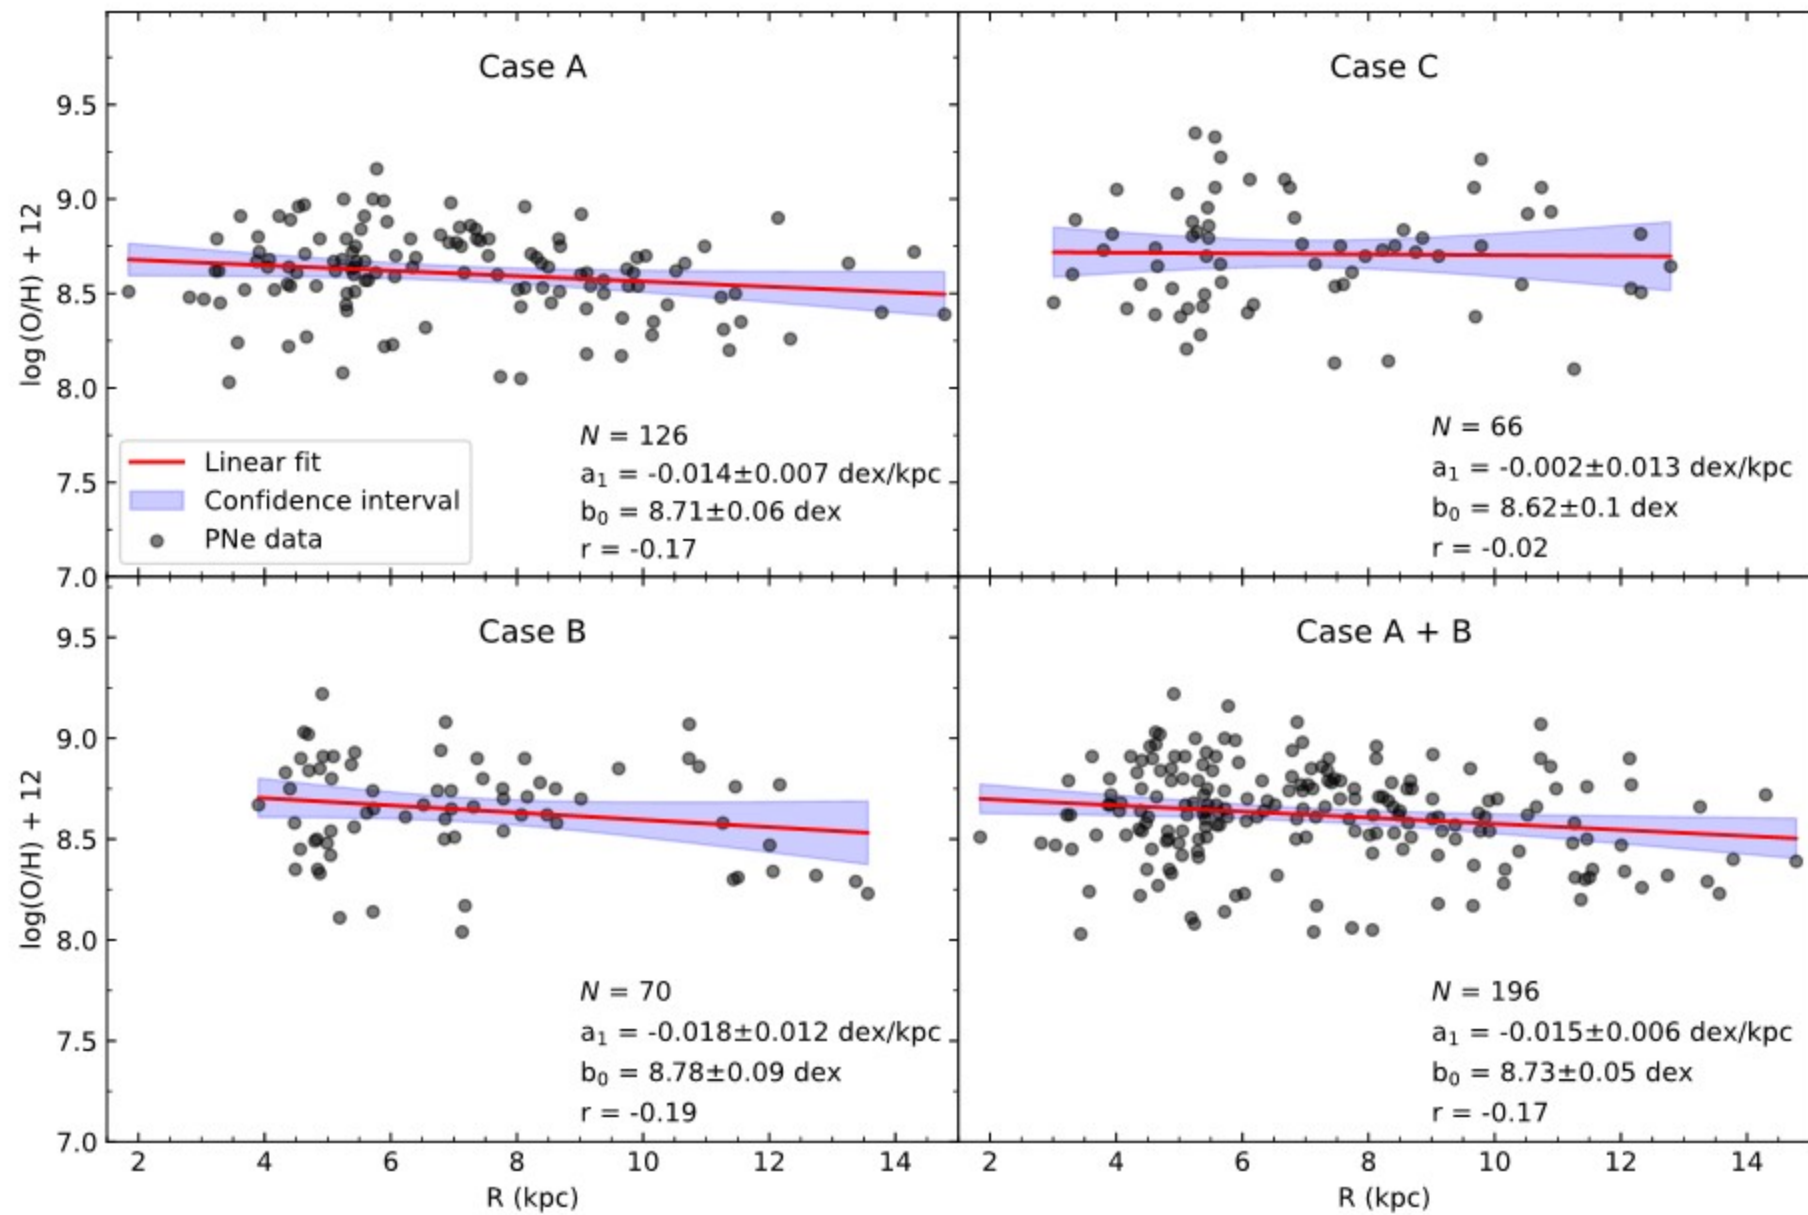 Case A
9.5
9.0
8.5
8.0
7.5
7.0
log (O/H) + 12
Linear fit
Confidence interval
PNe data
N = 126
a₁ = -0.014±0.007 dex/kpc
b₀ = 8.71±0.06 dex
r = -0.17
Case C
N = 66
a₁ = -0.002±0.013 dex/kpc
b₀ = 8.62±0.1 dex
r = -0.02
Case B
9.5
9.0
8.5
8.0
7.5
7.0
log(O/H) + 12
N = 70
a₁ = -0.018±0.012 dex/kpc
b₀ = 8.78±0.09 dex
r = -0.19
2 4 6 8 10 12 14
R (kpc)
Case A + B
N = 196
a₁ = -0.015±0.006 dex/kpc
b₀ = 8.73±0.05 dex
r = -0.17
2 4 6 8 10 12 14
R (kpc)